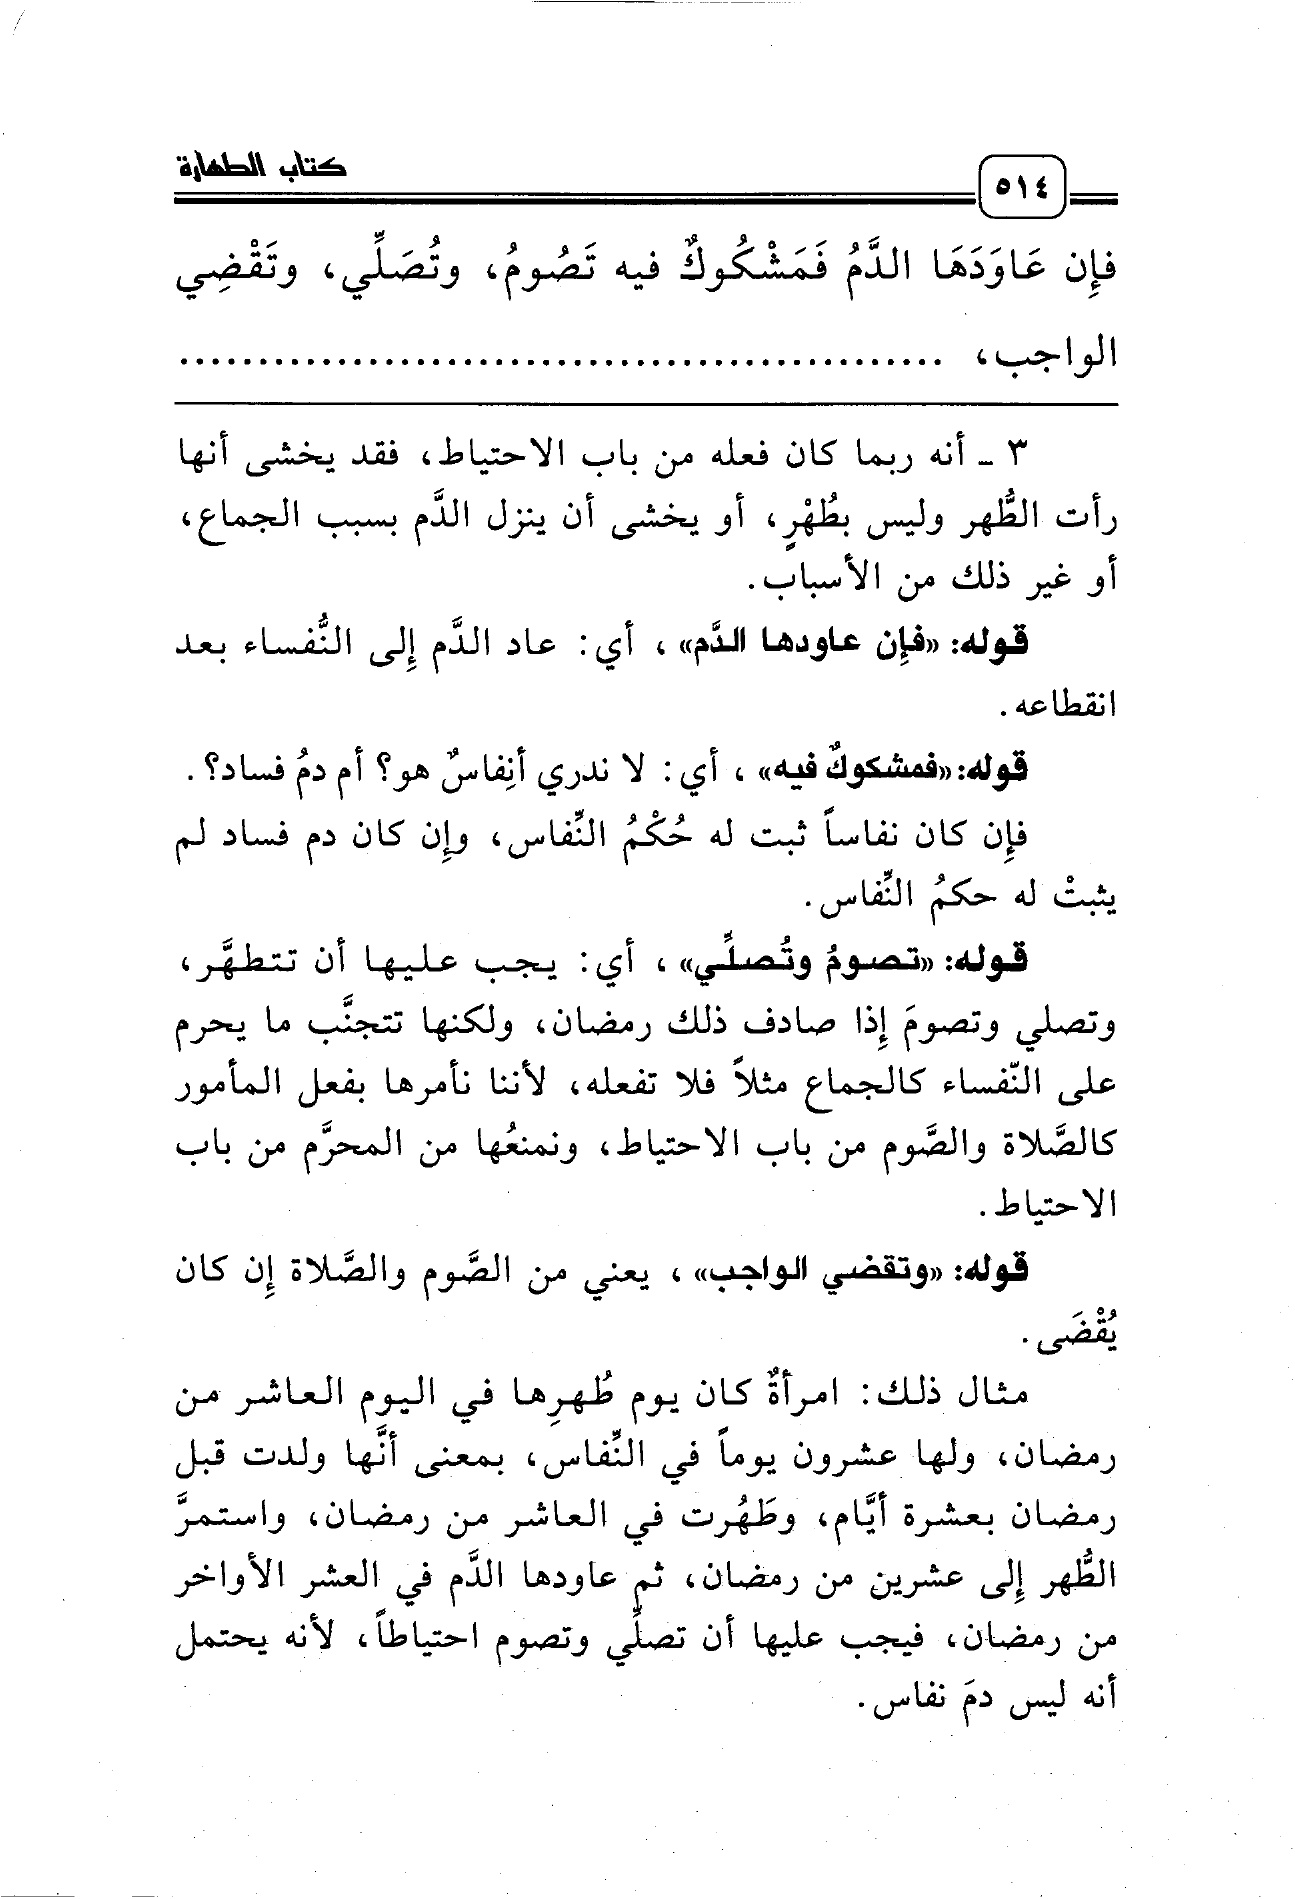 كتاب الطهارة
٥١٤
فإِن عَاوَدَهَا الدَّمُ فَمَشْكُوكٌ فيه تَصُومُ، وتُصَلِّي، وتَقْضِي
الواجب، ................................................
٣ ـ أنه ربما كان فعله من باب الاحتياط، فقد يخشى أنها
رأت الطُّهر وليس بطُهْرٍ، أو يخشى أن ينزل الدَّم بسبب الجماع،
أو غير ذلك من الأسباب.
قوله: «فإِن عاودها الدَّم» ، أي: عاد الدَّم إِلى النُّفساء بعد
انقطاعه.
قوله: «فمشكوكٌ فيه» ، أي: لا ندري أنِفاسٌ هو؟ أم دمُ فساد؟.
فإِن كان نفاساً ثبت له حُكْمُ النِّفاس، وإِن كان دم فساد لم
يثبتْ له حكمُ النِّفاس.
قوله: «تصومُ وتُصلِّي» ، أي: يجب عليها أن تتطهَّر،
وتصلي وتصومَ إِذا صادف ذلك رمضان، ولكنها تتجنَّب ما يحرم
على النّفساء كالجماع مثلاً فلا تفعله، لأننا نأمرها بفعل المأمور
كالصَّلاة والصَّوم من باب الاحتياط، ونمنعُها من المحرَّم من باب
الاحتياط.
قوله: «وتقضي الواجب» ، يعني من الصَّوم والصَّلاة إِن كان
يُقْضَى.
مثال ذلك: امرأةٌ كان يوم طُهرِها في اليوم العاشر من
رمضان، ولها عشرون يوماً في النِّفاس، بمعنى أنَّها ولدت قبل
رمضان بعشرة أيَّام، وطَهُرت في العاشر من رمضان، واستمرَّ
الطُّهر إِلى عشرين من رمضان، ثم عاودها الدَّم في العشر الأواخر
من رمضان، فيجب عليها أن تصلِّي وتصوم احتياطاً، لأنه يحتمل
أنه ليس دمَ نفاس.